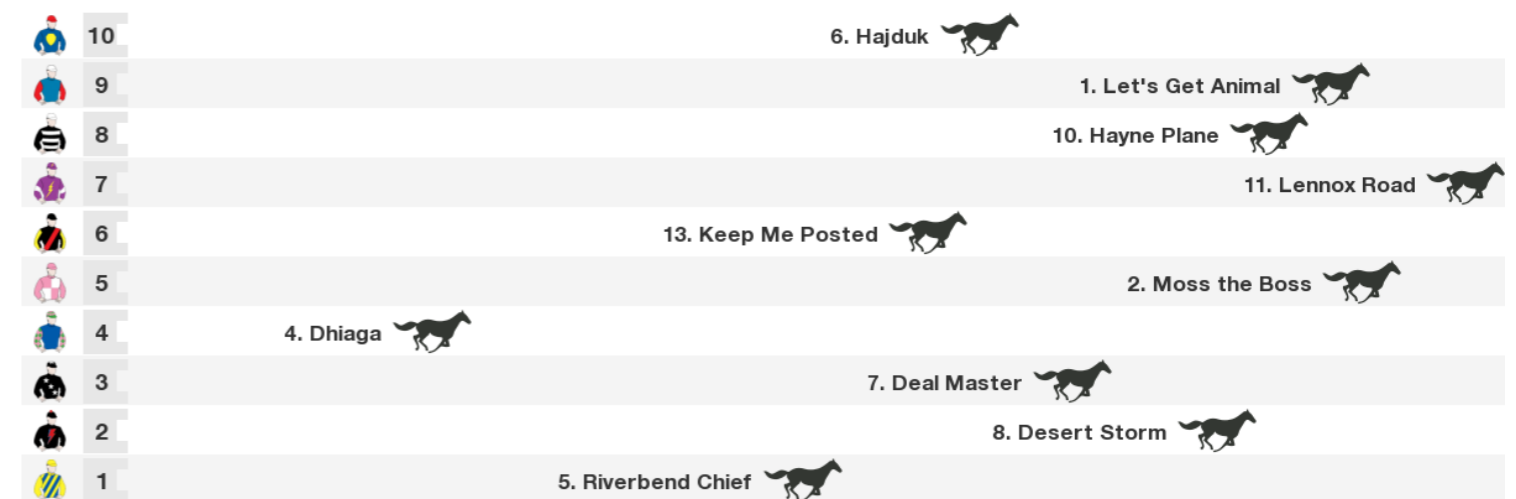 10 6. Hajduk
9 1. Let's Get Animal
8 10. Hayne Plane
7 11. Lennox Road
6 13. Keep Me Posted
5 2. Moss the Boss
4 4. Dhiaga
3 7. Deal Master
2 8. Desert Storm
1 5. Riverbend Chief